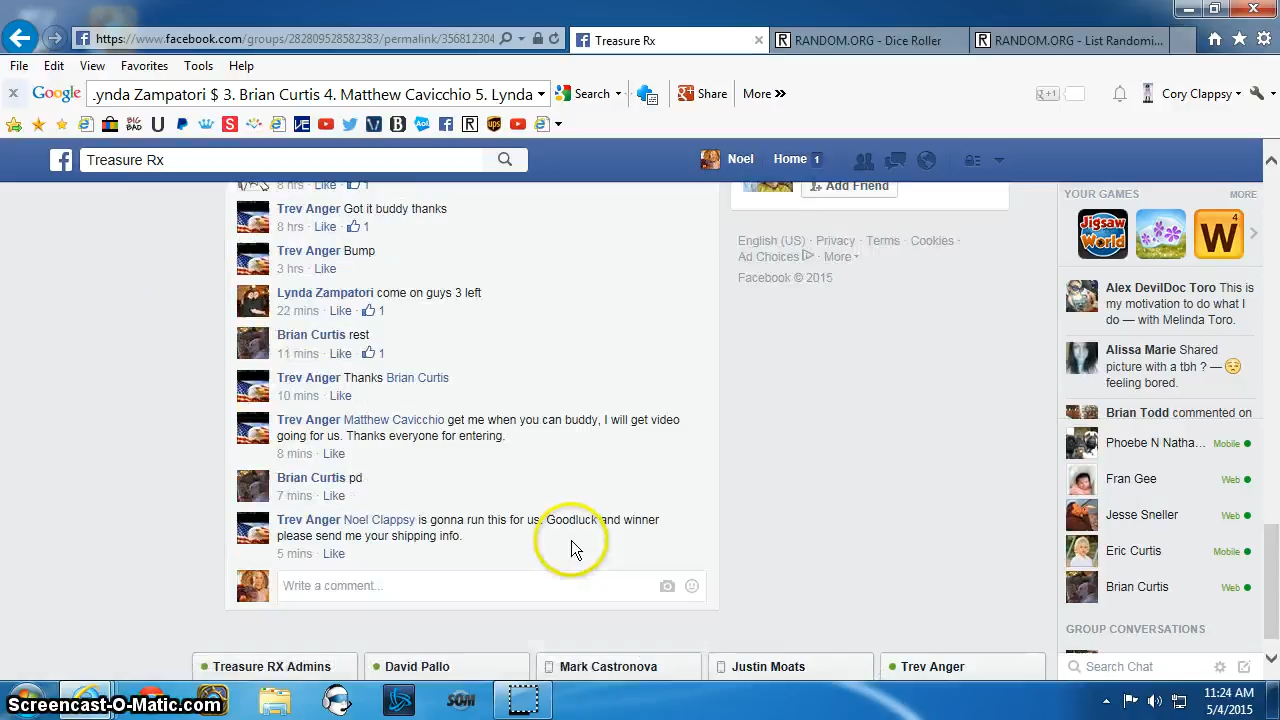 https://www.facebook.com/groups/282809528582383/permalink/356812304
Treasure Rx
RANDOM.ORG - Dice Roller
RANDOM.ORG - List Randomi...
File Edit View Favorites Tools Help
Google
Lynda Zampatori $ 3. Brian Curtis 4. Matthew Cavicchio 5. Lynda
Search
Share
More »
+1
Cory Clappsy
Treasure Rx
Noel
Home 1
8 hrs · Like · 1
Trev Anger Got it buddy thanks
8 hrs · Like · 1
Trev Anger Bump
3 hrs · Like
Lynda Zampatori come on guys 3 left
22 mins · Like · 1
Brian Curtis rest
11 mins · Like · 1
Trev Anger Thanks Brian Curtis
10 mins · Like
Trev Anger Matthew Cavicchio get me when you can buddy, I will get video
going for us. Thanks everyone for entering.
8 mins · Like
Brian Curtis pd
7 mins · Like
Trev Anger Noel Clappsy is gonna run this for us. Goodluck and winner
please send me your shipping info.
5 mins · Like
Write a comment...
Add Friend
English (US) · Privacy · Terms · Cookies ·
Ad Choices · More
Facebook © 2015
YOUR GAMES MORE
Jigsaw World
W 4
Alex DevilDoc Toro This is
my motivation to do what I
do — with Melinda Toro.
Alissa Marie Shared
picture with a tbh ? —
feeling bored.
Brian Todd commented on
Phoebe N Natha... Mobile
Fran Gee Web
Jesse Sneller Web
Eric Curtis Mobile
Brian Curtis Web
GROUP CONVERSATIONS
Search Chat
Treasure RX Admins
David Pallo
Mark Castronova
Justin Moats
Trev Anger
SOM
Screencast-O-Matic.com
11:24 AM
5/4/2015